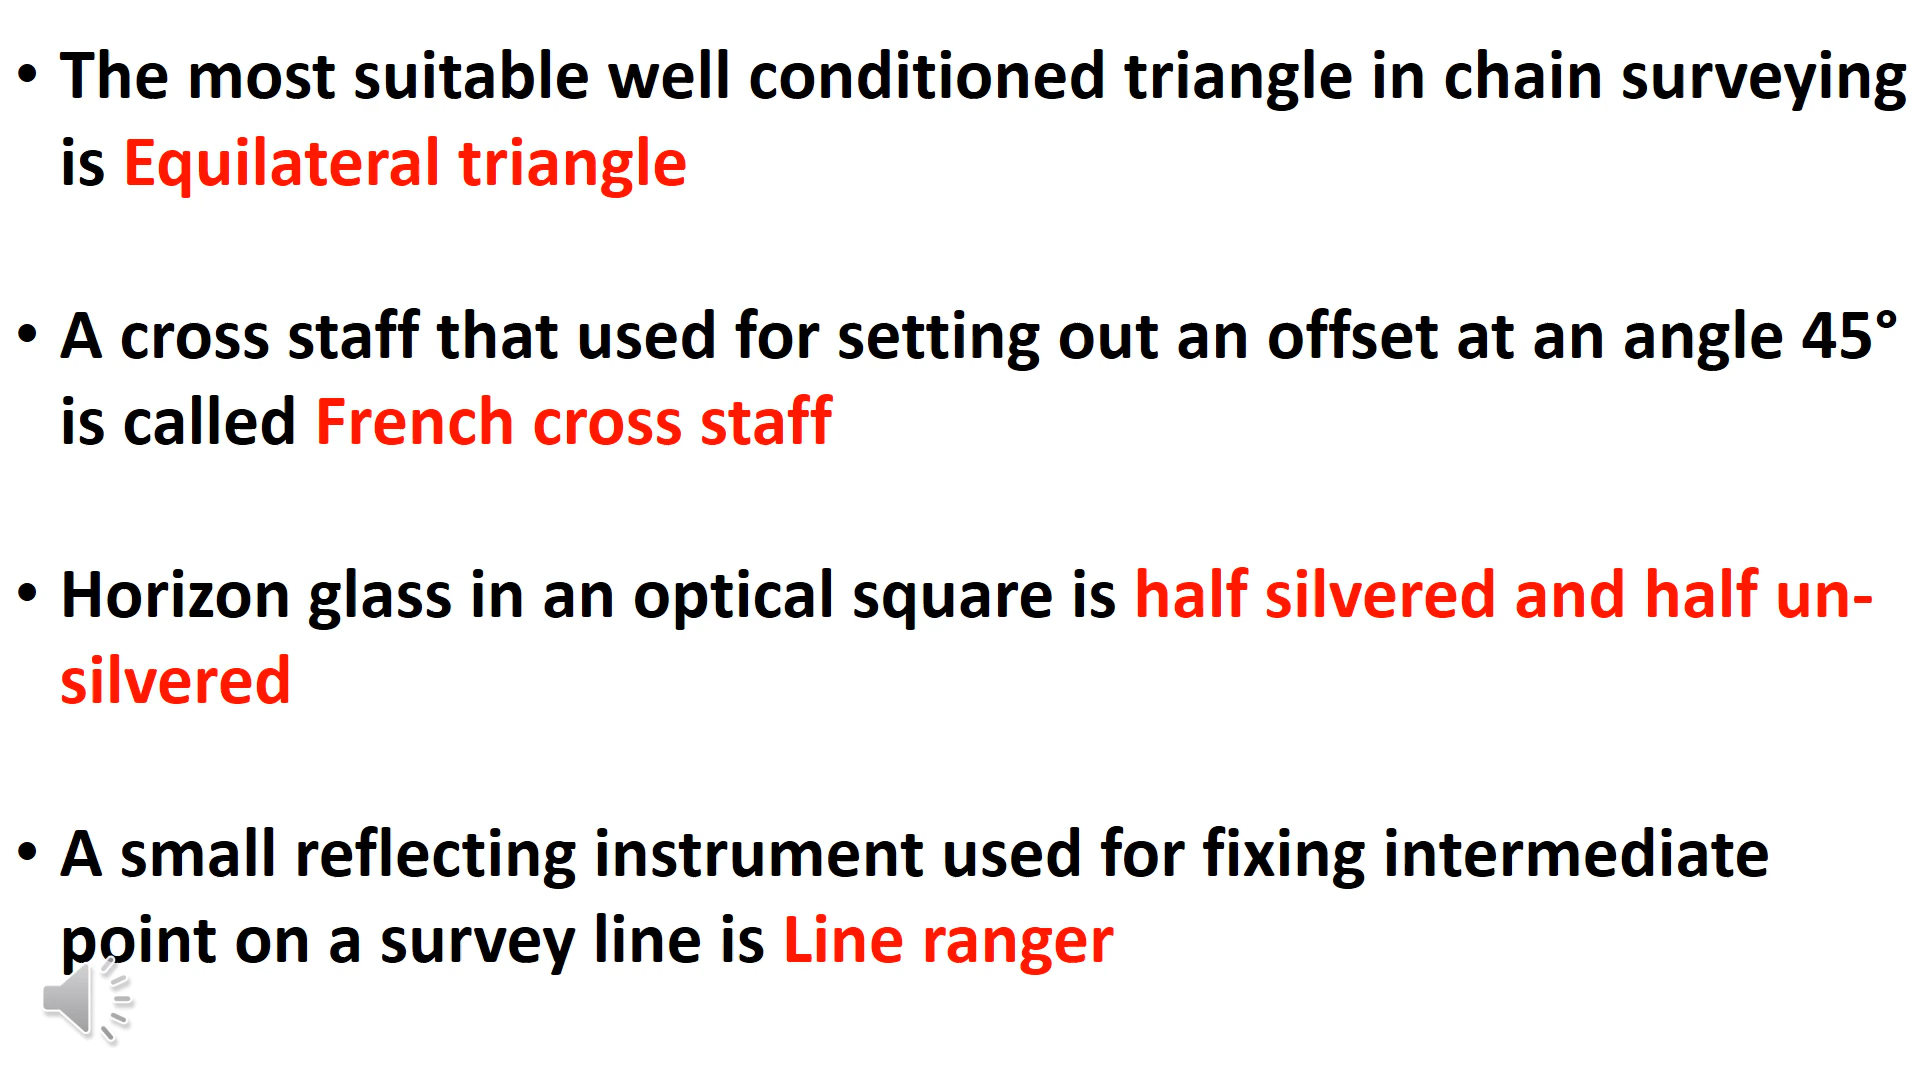 • The most suitable well conditioned triangle in chain surveying
is Equilateral triangle
• A cross staff that used for setting out an offset at an angle 45°
is called French cross staff
• Horizon glass in an optical square is half silvered and half un-
silvered
• A small reflecting instrument used for fixing intermediate
point on a survey line is Line ranger